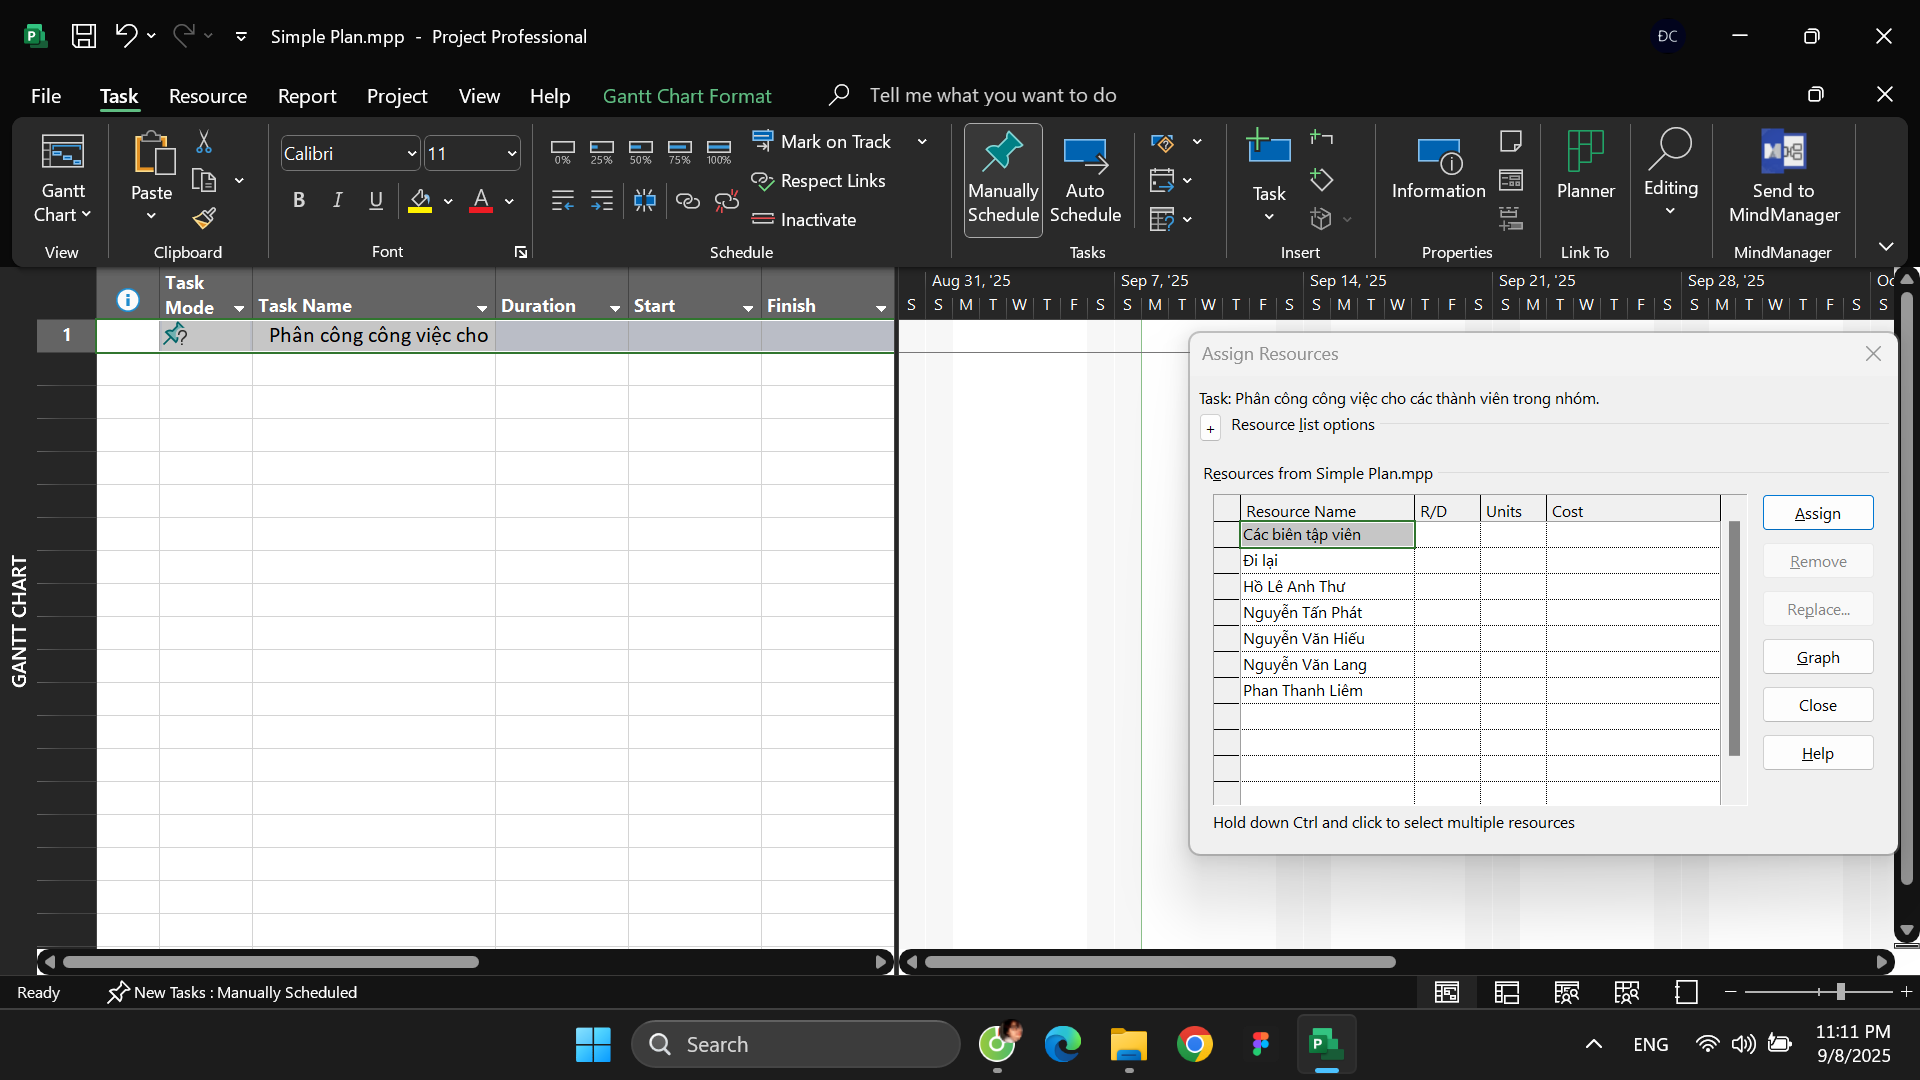 Simple Plan.mpp - Project Professional
ĐC
File Task Resource Report Project View Help Gantt Chart Format Tell me what you want to do
Gantt Chart
View
Paste
Clipboard
Calibri 11
B I U A
Font
0% 25% 50% 75% 100%
Mark on Track
Respect Links
Inactivate
Schedule
Manually Schedule
Auto Schedule
Tasks
Task
Insert
Information
Properties
Planner
Link To
Editing
Send to MindManager
MindManager
Task Mode Task Name Duration Start Finish
1 Phân công công việc cho
GANTT CHART
Aug 31, '25 Sep 7, '25 Sep 14, '25 Sep 21, '25 Sep 28, '25 Oc
S S M T W T F S S M T W T F S S M T W T F S S M T W T F S S M T W T F S S
Assign Resources
Task: Phân công công việc cho các thành viên trong nhóm.
+ Resource list options
Resources from Simple Plan.mpp
Resource Name R/D Units Cost
Các biên tập viên
Đi lại
Hồ Lê Anh Thư
Nguyễn Tấn Phát
Nguyễn Văn Hiếu
Nguyễn Văn Lang
Phan Thanh Liêm
Assign
Remove
Replace...
Graph
Close
Help
Hold down Ctrl and click to select multiple resources
Ready New Tasks : Manually Scheduled
Search
ENG
11:11 PM
9/8/2025